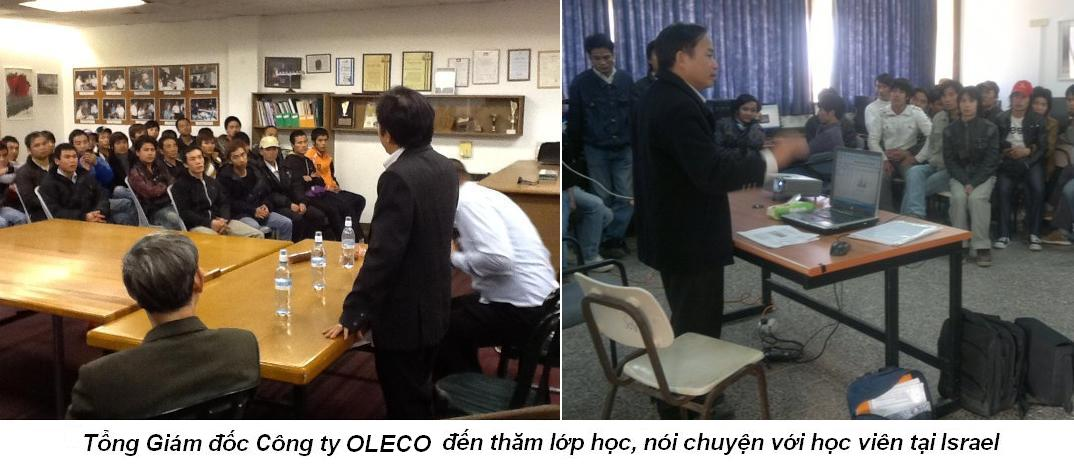 Tổng Giám đốc Công ty OLECO đến thăm lớp học, nói chuyện với học viên tại Israel